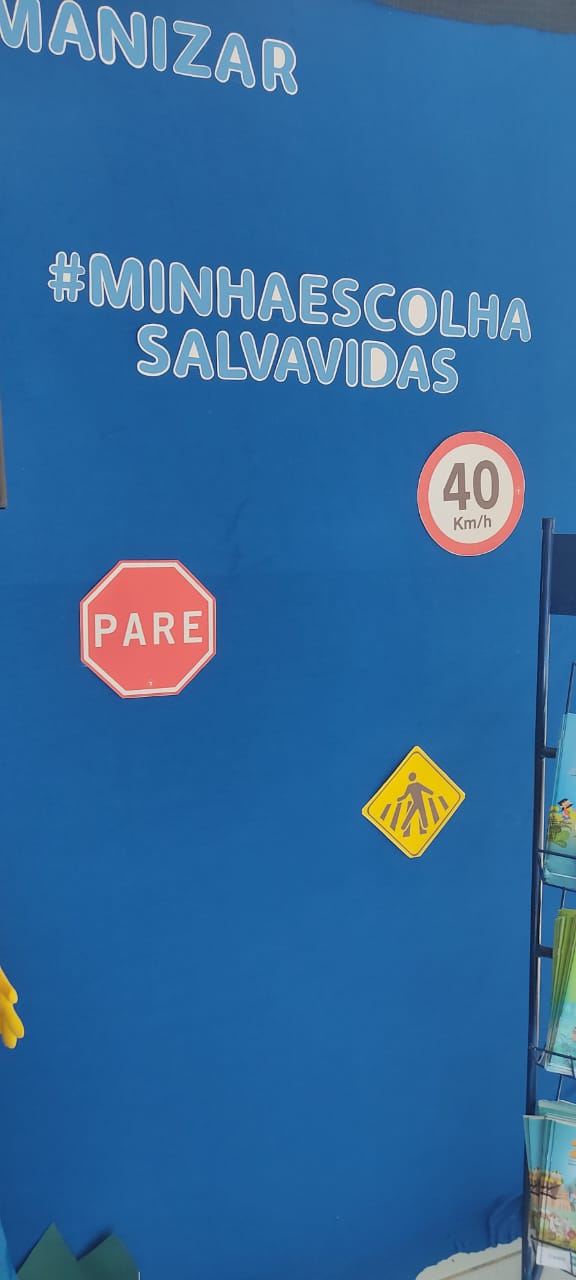 MANIZAR
#MINHAESCOLHA
SALVAVIDAS
40
Km/h
PARE